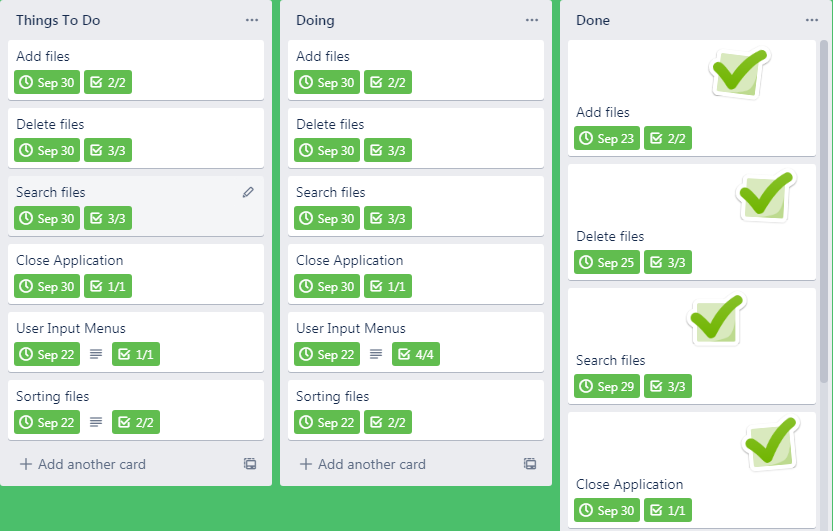 Things To Do
Add files
Sep 30 2/2
Delete files
Sep 30 3/3
Search files
Sep 30 3/3
Close Application
Sep 30 1/1
User Input Menus
Sep 22 1/1
Sorting files
Sep 22 2/2
Add another card
Doing
Add files
Sep 30 2/2
Delete files
Sep 30 3/3
Search files
Sep 30 3/3
Close Application
Sep 30 1/1
User Input Menus
Sep 22 4/4
Sorting files
Sep 22 2/2
Add another card
Done
Add files
Sep 23 2/2
Delete files
Sep 25 3/3
Search files
Sep 29 3/3
Close Application
Sep 30 1/1